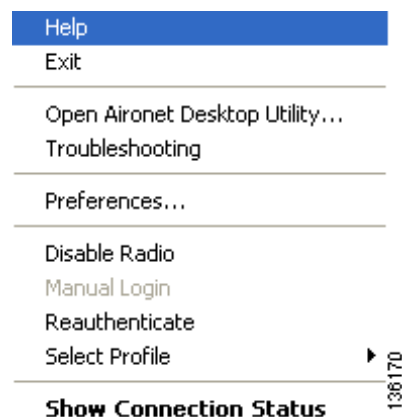 Help
Exit
Open Aironet Desktop Utility...
Troubleshooting
Preferences...
Disable Radio
Manual Login
Reauthenticate
Select Profile
Show Connection Status
136170